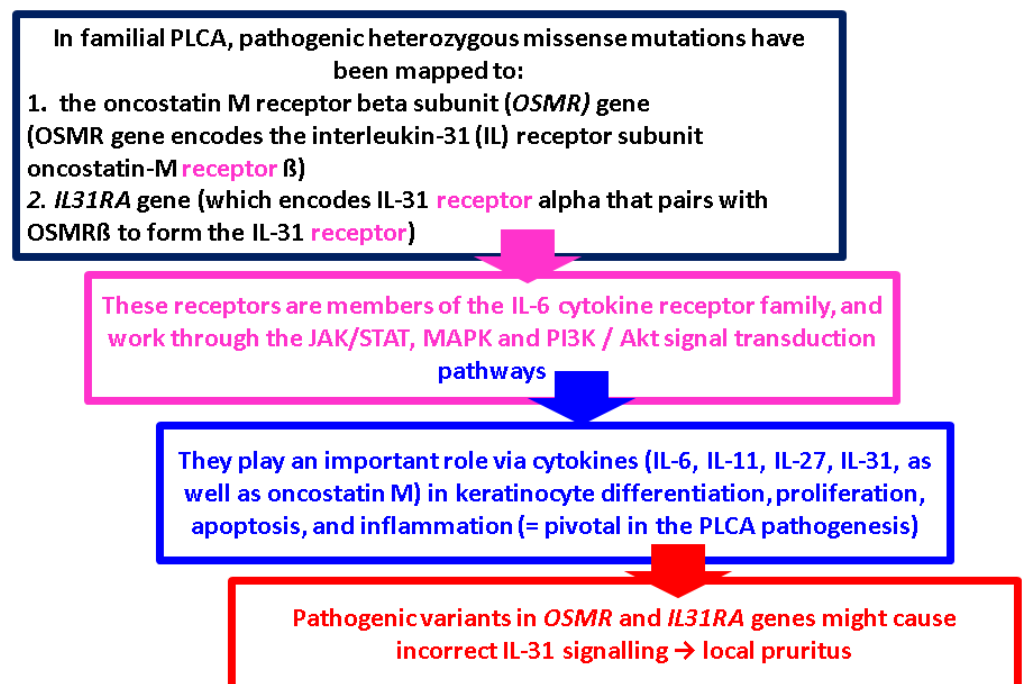 In familial PLCA, pathogenic heterozygous missense mutations have
been mapped to:
1. the oncostatin M receptor beta subunit (OSMR) gene
(OSMR gene encodes the interleukin-31 (IL) receptor subunit
oncostatin-M receptor ß)
2. IL31RA gene (which encodes IL-31 receptor alpha that pairs with
OSMRß to form the IL-31 receptor)
These receptors are members of the IL-6 cytokine receptor family, and
work through the JAK/STAT, MAPK and PI3K / Akt signal transduction
pathways
They play an important role via cytokines (IL-6, IL-11, IL-27, IL-31, as
well as oncostatin M) in keratinocyte differentiation, proliferation,
apoptosis, and inflammation (= pivotal in the PLCA pathogenesis)
Pathogenic variants in OSMR and IL31RA genes might cause
incorrect IL-31 signalling → local pruritus